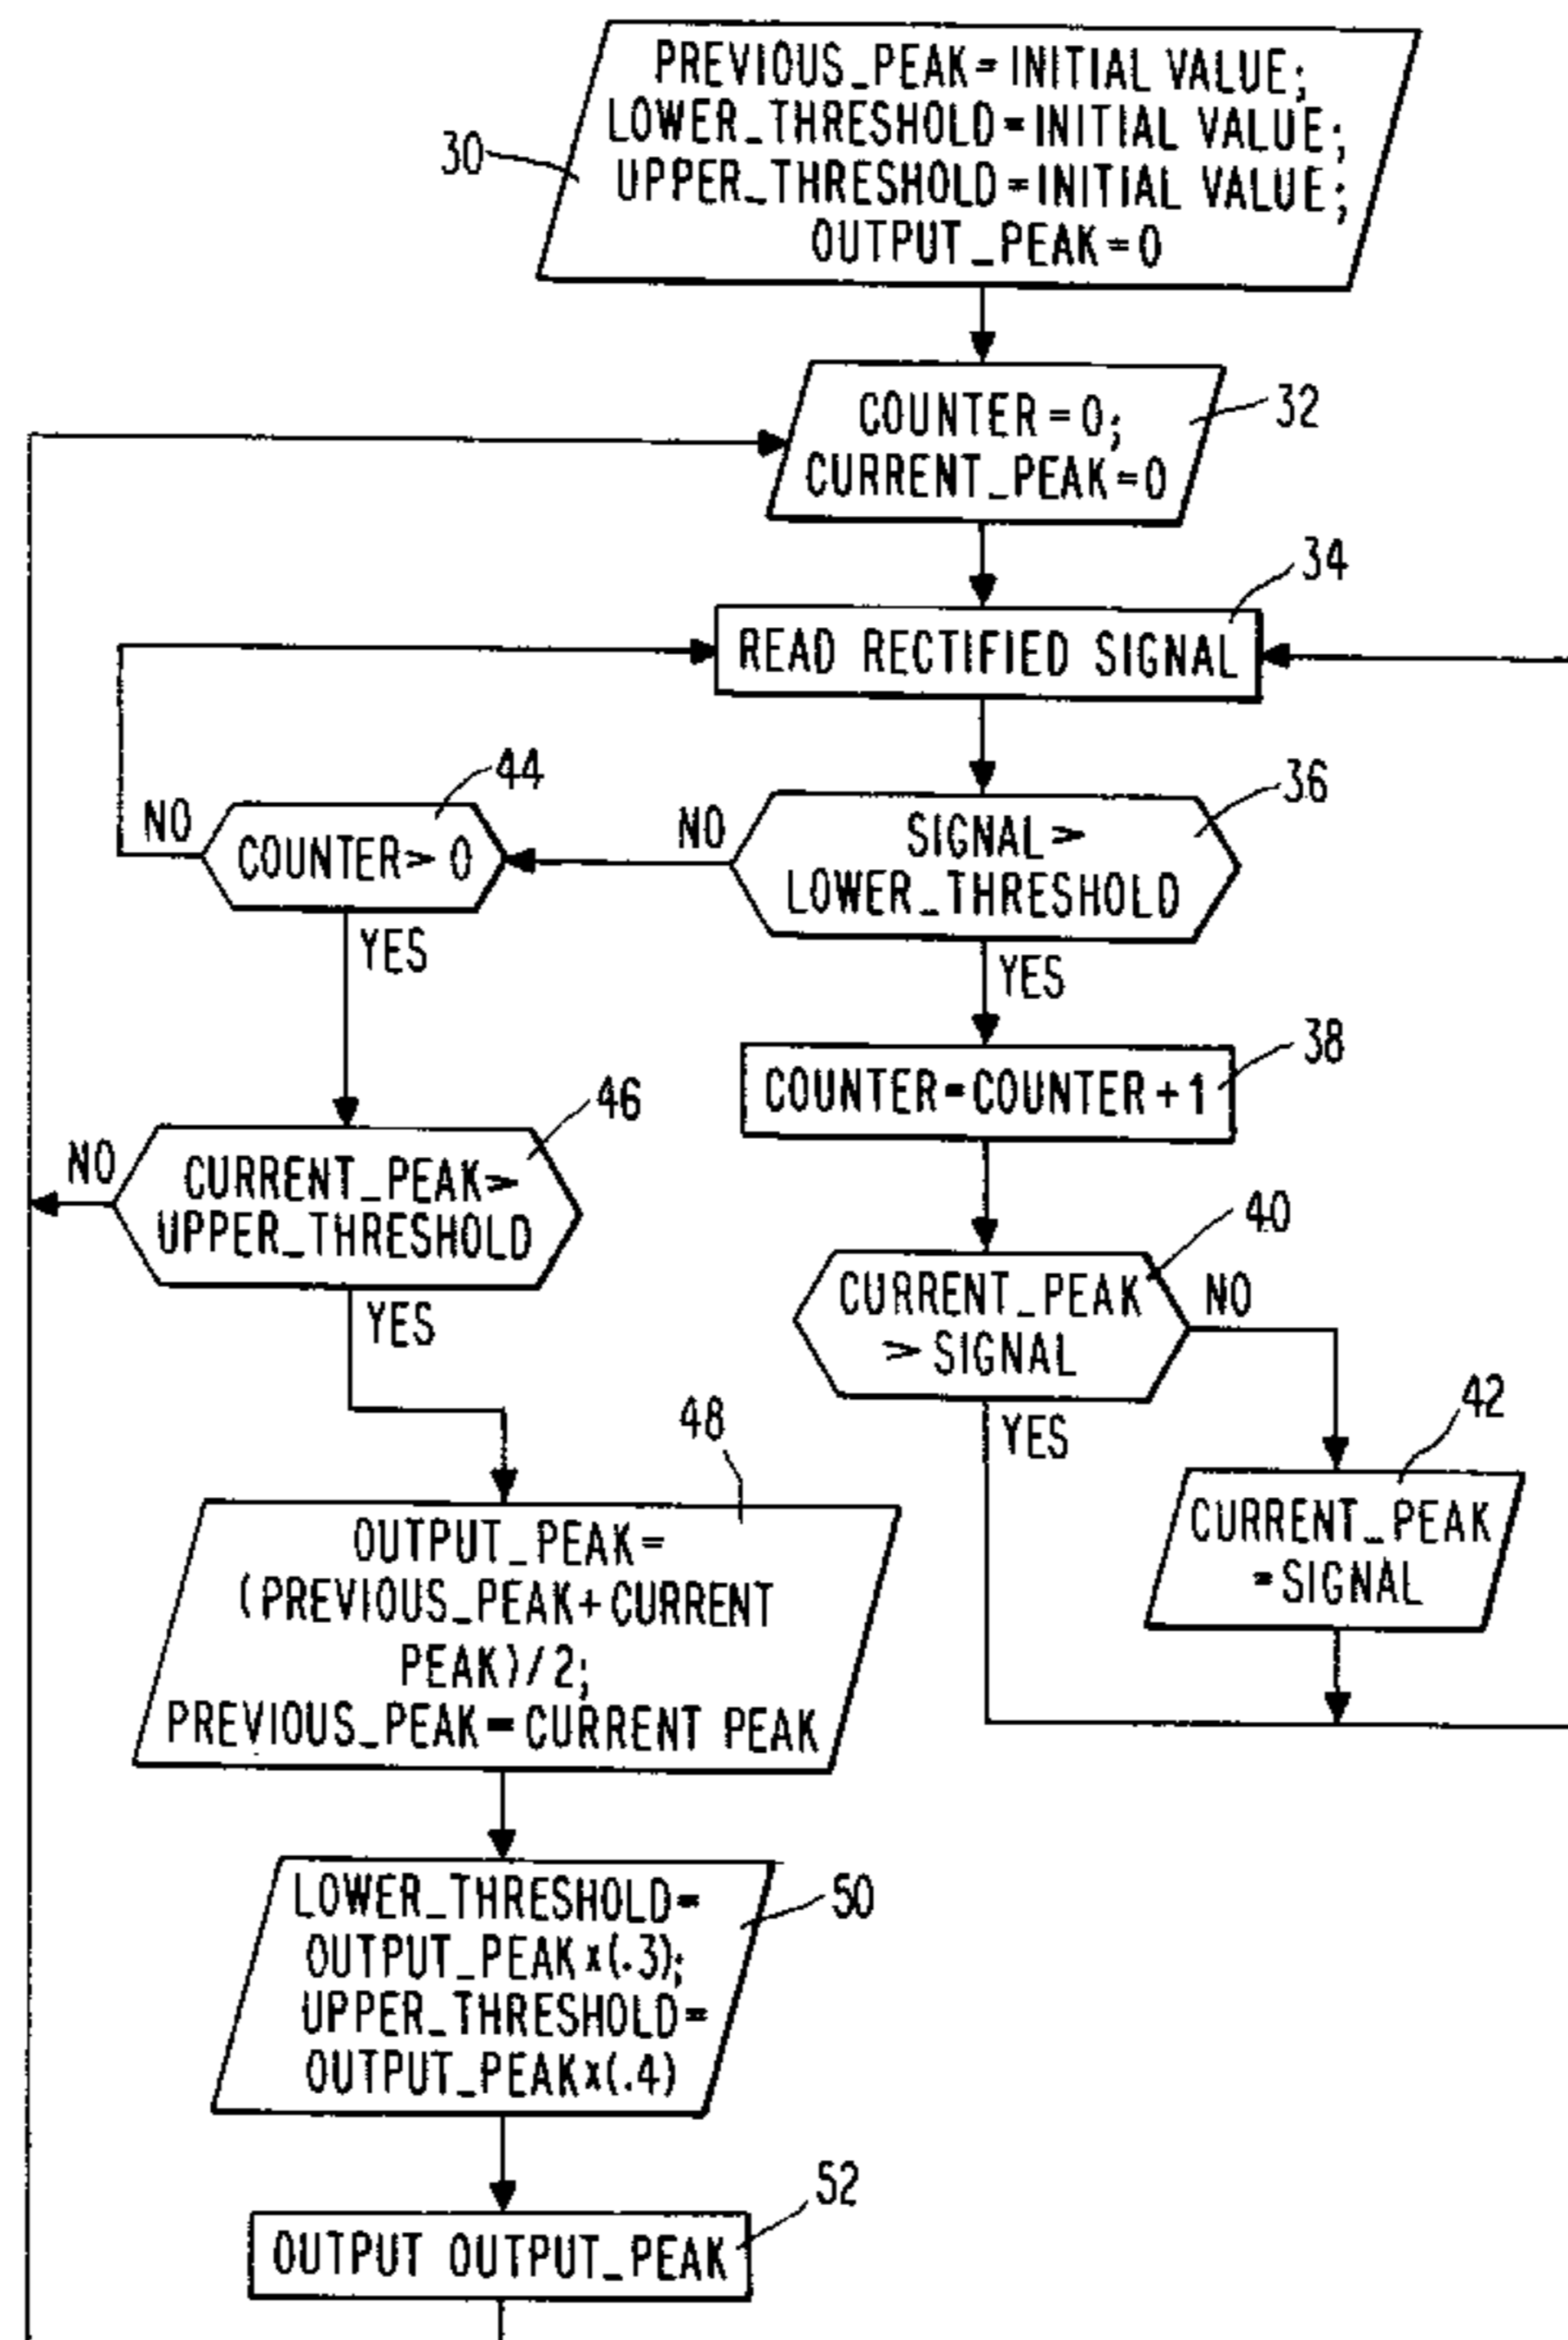 PREVIOUS_PEAK=INITIAL VALUE;
LOWER_THRESHOLD=INITIAL VALUE;
UPPER_THRESHOLD=INITIAL VALUE;
OUTPUT_PEAK=0
30
COUNTER=0;
CURRENT_PEAK=0
32
34
READ RECTIFIED SIGNAL
44
NO
COUNTER>0
YES
36
NO
SIGNAL>
LOWER_THRESHOLD
YES
38
COUNTER=COUNTER+1
46
NO
CURRENT_PEAK>
UPPER_THRESHOLD
YES
40
CURRENT_PEAK
>SIGNAL
NO
YES
42
CURRENT_PEAK
=SIGNAL
48
OUTPUT_PEAK=
(PREVIOUS_PEAK+CURRENT
PEAK)/2;
PREVIOUS_PEAK=CURRENT PEAK
LOWER_THRESHOLD=
OUTPUT_PEAKx(.3);
UPPER_THRESHOLD=
OUTPUT_PEAKx(.4)
50
52
OUTPUT OUTPUT_PEAK